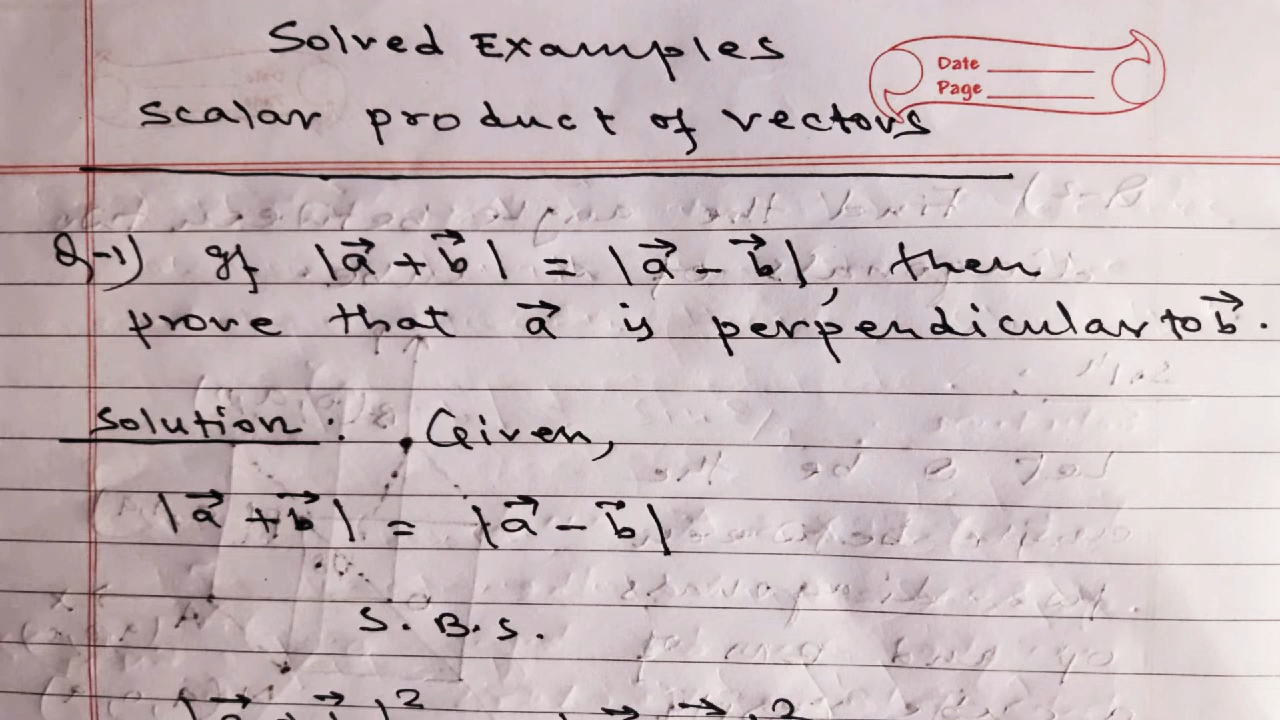 Solved Examples
Date
Page
scalar product of vectors
Q-1) If |a⃗ + b⃗| = |a⃗ - b⃗|, then
prove that a⃗ is perpendicular to b⃗.
Solution: Given,
|a⃗ + b⃗| = |a⃗ - b⃗|
S.B.S.